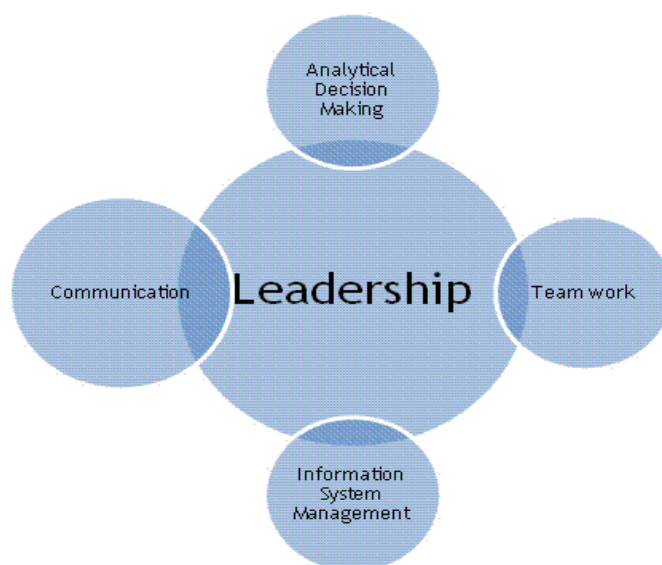 Analytical
Decision
Making
Communication
Leadership
Team work
Information
System
Management